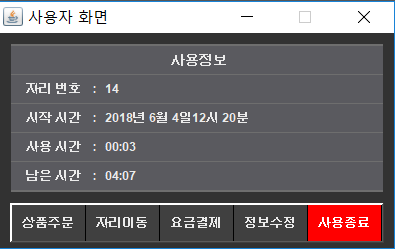 사용자 화면
사용정보
자리 번호 : 14
시작 시간 : 2018년 6월 4일12시 20분
사용 시간 : 00:03
남은 시간 : 04:07
상품주문 자리이동 요금결제 정보수정 사용종료